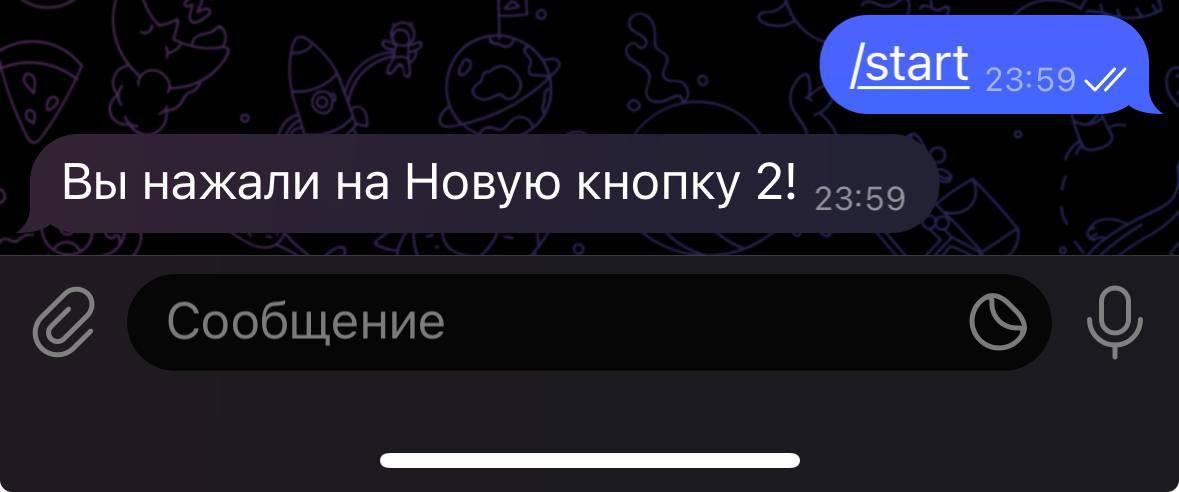 /start 23:59
Вы нажали на Новую кнопку 2! 23:59
Сообщение